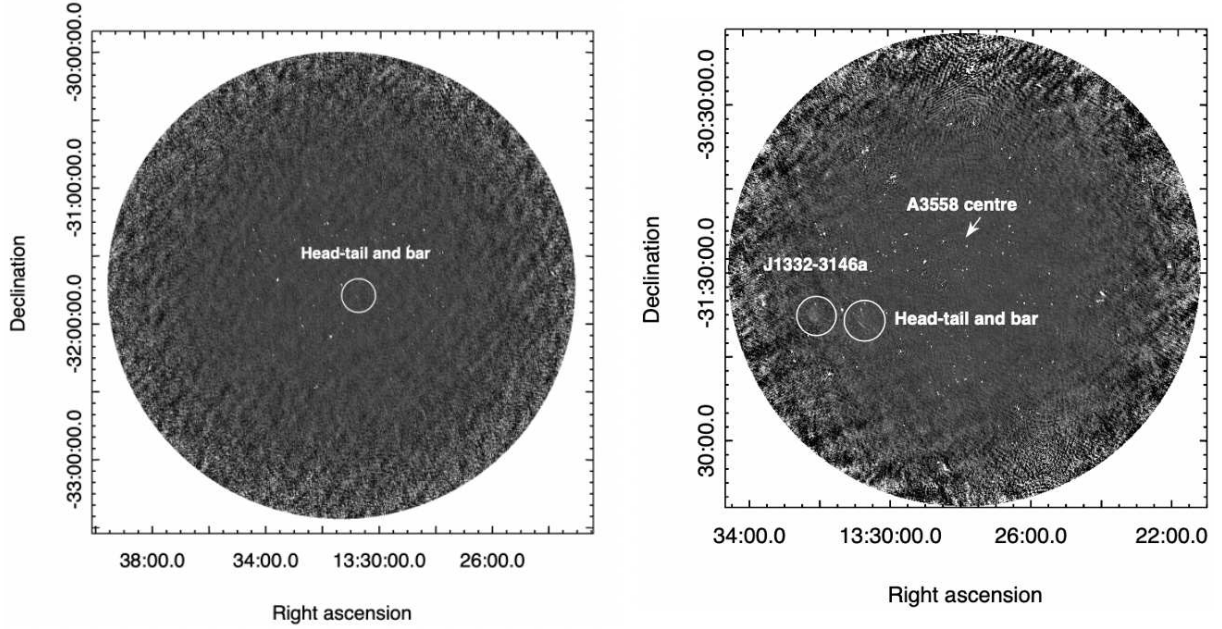 -30:00:00.0
-31:00:00.0
-32:00:00.0
-33:00:00.0
Declination
Head-tail and bar
38:00.0 34:00.0 13:30:00.0 26:00.0
Right ascension
-30:30:00.0
-31:30:00.0
30:00.0
Declination
A3558 centre
J1332-3146a
Head-tail and bar
34:00.0 13:30:00.0 26:00.0 22:00.0
Right ascension